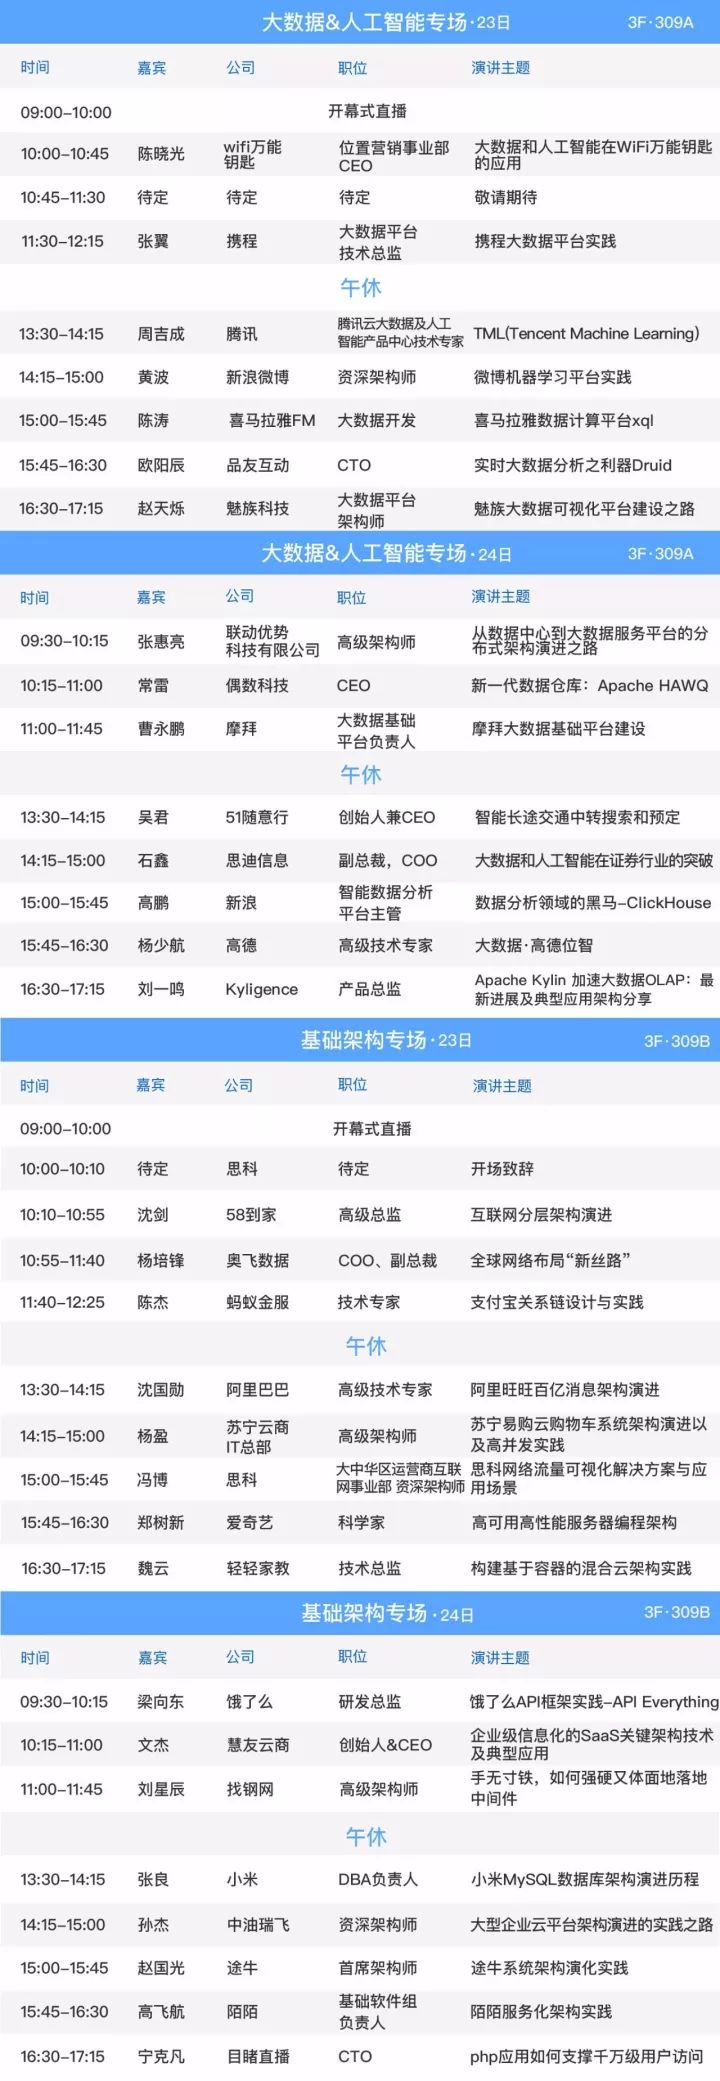 大数据&人工智能专场·23日 3F·309A
时间 嘉宾 公司 职位 演讲主题
09:00-10:00 开幕式直播
10:00-10:45 陈晓光 wifi万能钥匙 位置营销事业部CEO 大数据和人工智能在WiFi万能钥匙的应用
10:45-11:30 待定 待定 待定 敬请期待
11:30-12:15 张翼 携程 大数据平台技术总监 携程大数据平台实践
午休
13:30-14:15 周吉成 腾讯 腾讯云大数据及人工智能产品中心技术专家 TML(Tencent Machine Learning)
14:15-15:00 黄波 新浪微博 资深架构师 微博机器学习平台实践
15:00-15:45 陈涛 喜马拉雅FM 大数据开发 喜马拉雅数据计算平台xql
15:45-16:30 欧阳辰 品友互动 CTO 实时大数据分析之利器Druid
16:30-17:15 赵天烁 魅族科技 大数据平台架构师 魅族大数据可视化平台建设之路
大数据&人工智能专场·24日 3F·309A
时间 嘉宾 公司 职位 演讲主题
09:30-10:15 张惠亮 联动优势科技有限公司 高级架构师 从数据中心到大数据服务平台的分布式架构演进之路
10:15-11:00 常雷 偶数科技 CEO 新一代数据仓库：Apache HAWQ
11:00-11:45 曹永鹏 摩拜 大数据基础平台负责人 摩拜大数据基础平台建设
午休
13:30-14:15 吴君 51随意行 创始人兼CEO 智能长途交通中转搜索和预定
14:15-15:00 石鑫 思迪信息 副总裁，COO 大数据和人工智能在证券行业的突破
15:00-15:45 高鹏 新浪 智能数据分析平台主管 数据分析领域的黑马-ClickHouse
15:45-16:30 杨少航 高德 高级技术专家 大数据·高德位智
16:30-17:15 刘一鸣 Kyligence 产品总监 Apache Kylin 加速大数据OLAP：最新进展及典型应用架构分享
基础架构专场·23日 3F·309B
时间 嘉宾 公司 职位 演讲主题
09:00-10:00 开幕式直播
10:00-10:10 待定 思科 待定 开场致辞
10:10-10:55 沈剑 58到家 高级总监 互联网分层架构演进
10:55-11:40 杨培锋 奥飞数据 COO、副总裁 全球网络布局“新丝路”
11:40-12:25 陈杰 蚂蚁金服 技术专家 支付宝关系链设计与实践
午休
13:30-14:15 沈国勋 阿里巴巴 高级技术专家 阿里旺旺百亿消息架构演进
14:15-15:00 杨盈 苏宁云商IT总部 高级架构师 苏宁易购云购物车系统架构演进以及高并发实践
15:00-15:45 冯博 思科 大中华区运营商互联网事业部 资深架构师 思科网络流量可视化解决方案与应用场景
15:45-16:30 郑树新 爱奇艺 科学家 高可用高性能服务器编程架构
16:30-17:15 魏云 轻轻家教 技术总监 构建基于容器的混合云架构实践
基础架构专场·24日 3F·309B
时间 嘉宾 公司 职位 演讲主题
09:30-10:15 梁向东 饿了么 研发总监 饿了么API框架实践-API Everything
10:15-11:00 文杰 慧友云商 创始人&CEO 企业级信息化的SaaS关键架构技术及典型应用
11:00-11:45 刘星辰 找钢网 高级架构师 手无寸铁，如何强硬又体面地落地中间件
午休
13:30-14:15 张良 小米 DBA负责人 小米MySQL数据库架构演进历程
14:15-15:00 孙杰 中油瑞飞 资深架构师 大型企业云平台架构演进的实践之路
15:00-15:45 赵国光 途牛 首席架构师 途牛系统架构演化实践
15:45-16:30 高飞航 陌陌 基础软件组负责人 陌陌服务化架构实践
16:30-17:15 宁克凡 目睹直播 CTO php应用如何支撑千万级用户访问